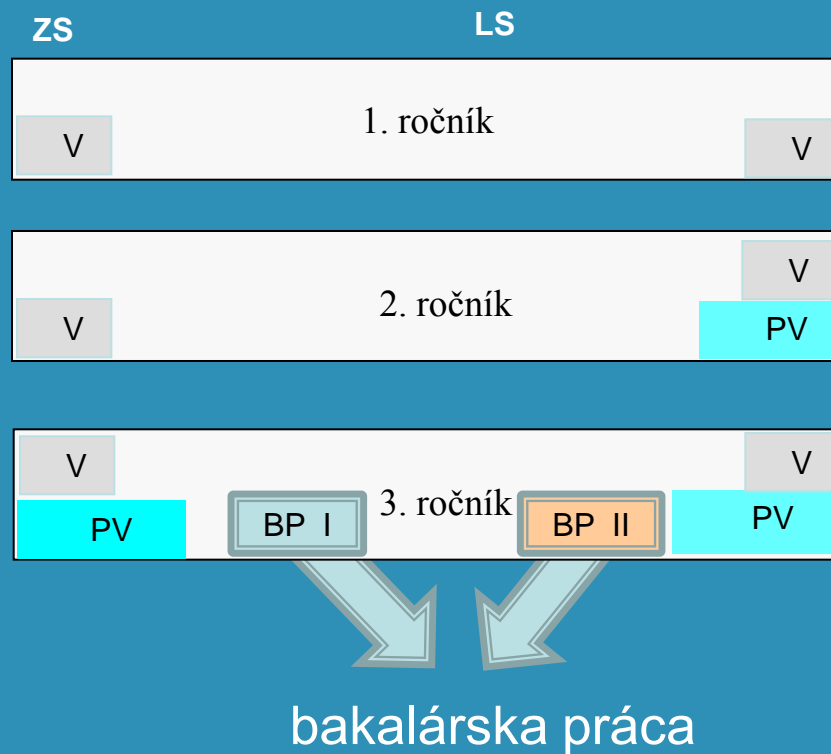 ZS LS
1. ročník
V V
V
2. ročník
V PV
V V
3. ročník
PV BP I BP II PV
bakalárska práca